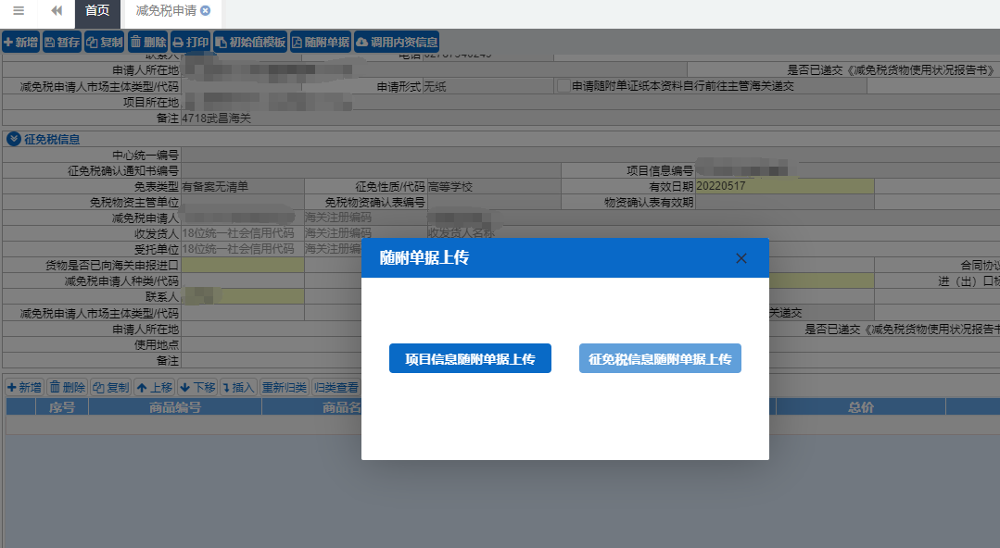 首页 减免税申请
新增 暂存 复制 删除 打印 初始值模板 随附单据 调用内资信息
联系人 电话
申请人所在地 是否已递交《减免税货物使用状况报告书》
减免税申请人市场主体类型/代码 申请形式 无纸 申请随附单证纸本资料自行前往主管海关递交
项目所在地
备注 4718武昌海关
征免税信息
中心统一编号
征免税确认通知书编号 项目信息编号
免表类型 有备案无清单 征免性质/代码 高等学校 有效日期 20220517
免税物资主管单位 免税物资确认表编号 物资确认表有效期
减免税申请人 海关注册编码
收发货人 18位统一社会信用代码 海关注册编码 收发货人名称
受托单位 18位统一社会信用代码 海关注册编
随附单据上传
货物是否已向海关申报进口 合同协议
减免税申请人种类/代码 进（出）口标
联系人
减免税申请人市场主体类型/代码 关递交
申请人所在地 是否已递交《减免税货物使用状况报告书
使用地点
备注
项目信息随附单据上传 征免税信息随附单据上传
新增 删除 复制 上移 下移 插入 重新归类 归类查看
序号 商品编号 商品名 总价